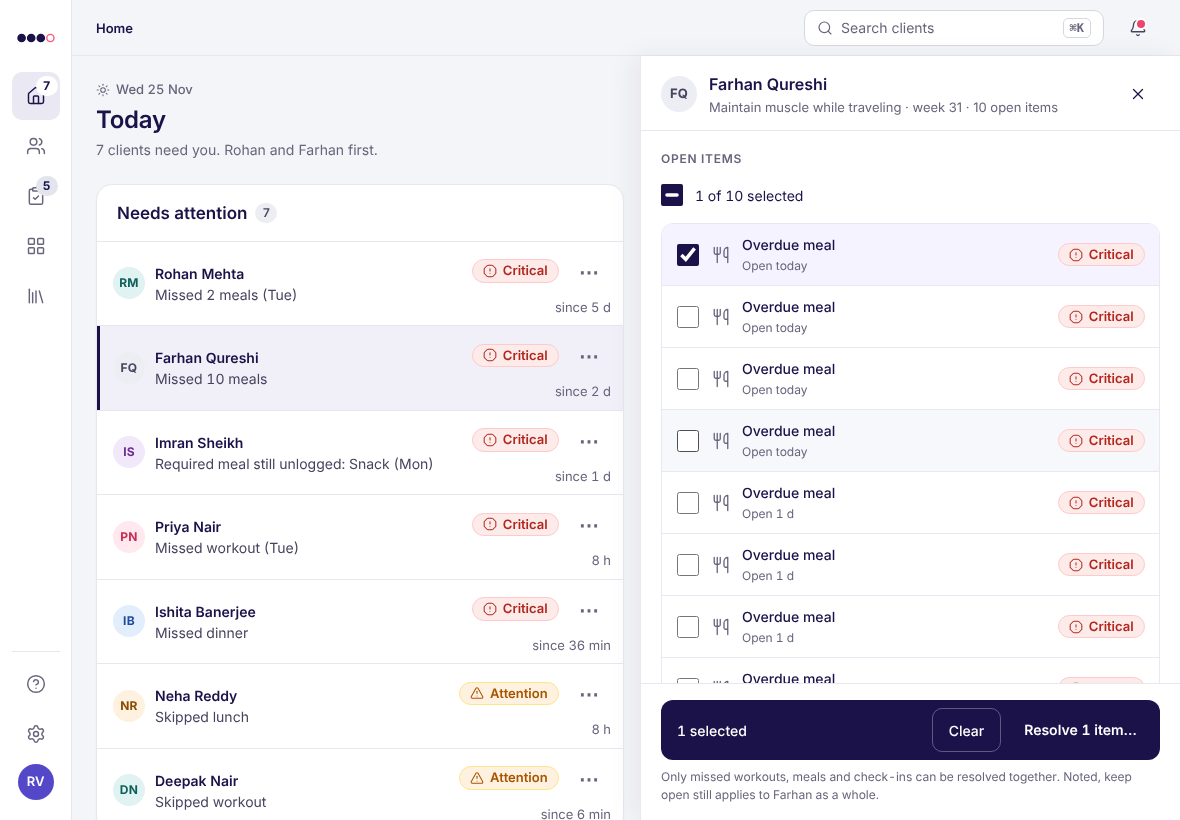 Home
Search clients
⌘K
7
5
RV
Wed 25 Nov
Today
7 clients need you. Rohan and Farhan first.
Needs attention 7
RM
Rohan Mehta
Missed 2 meals (Tue)
Critical
since 5 d
FQ
Farhan Qureshi
Missed 10 meals
Critical
since 2 d
IS
Imran Sheikh
Required meal still unlogged: Snack (Mon)
Critical
since 1 d
PN
Priya Nair
Missed workout (Tue)
Critical
8 h
IB
Ishita Banerjee
Missed dinner
Critical
since 36 min
NR
Neha Reddy
Skipped lunch
Attention
8 h
DN
Deepak Nair
Skipped workout
Attention
since 6 min
FQ
Farhan Qureshi
Maintain muscle while traveling · week 31 · 10 open items
OPEN ITEMS
1 of 10 selected
Overdue meal
Open today
Critical
Overdue meal
Open today
Critical
Overdue meal
Open today
Critical
Overdue meal
Open today
Critical
Overdue meal
Open 1 d
Critical
Overdue meal
Open 1 d
Critical
Overdue meal
Open 1 d
Critical
Overdue meal
1 selected
Clear
Resolve 1 item…
Only missed workouts, meals and check-ins can be resolved together. Noted, keep
open still applies to Farhan as a whole.